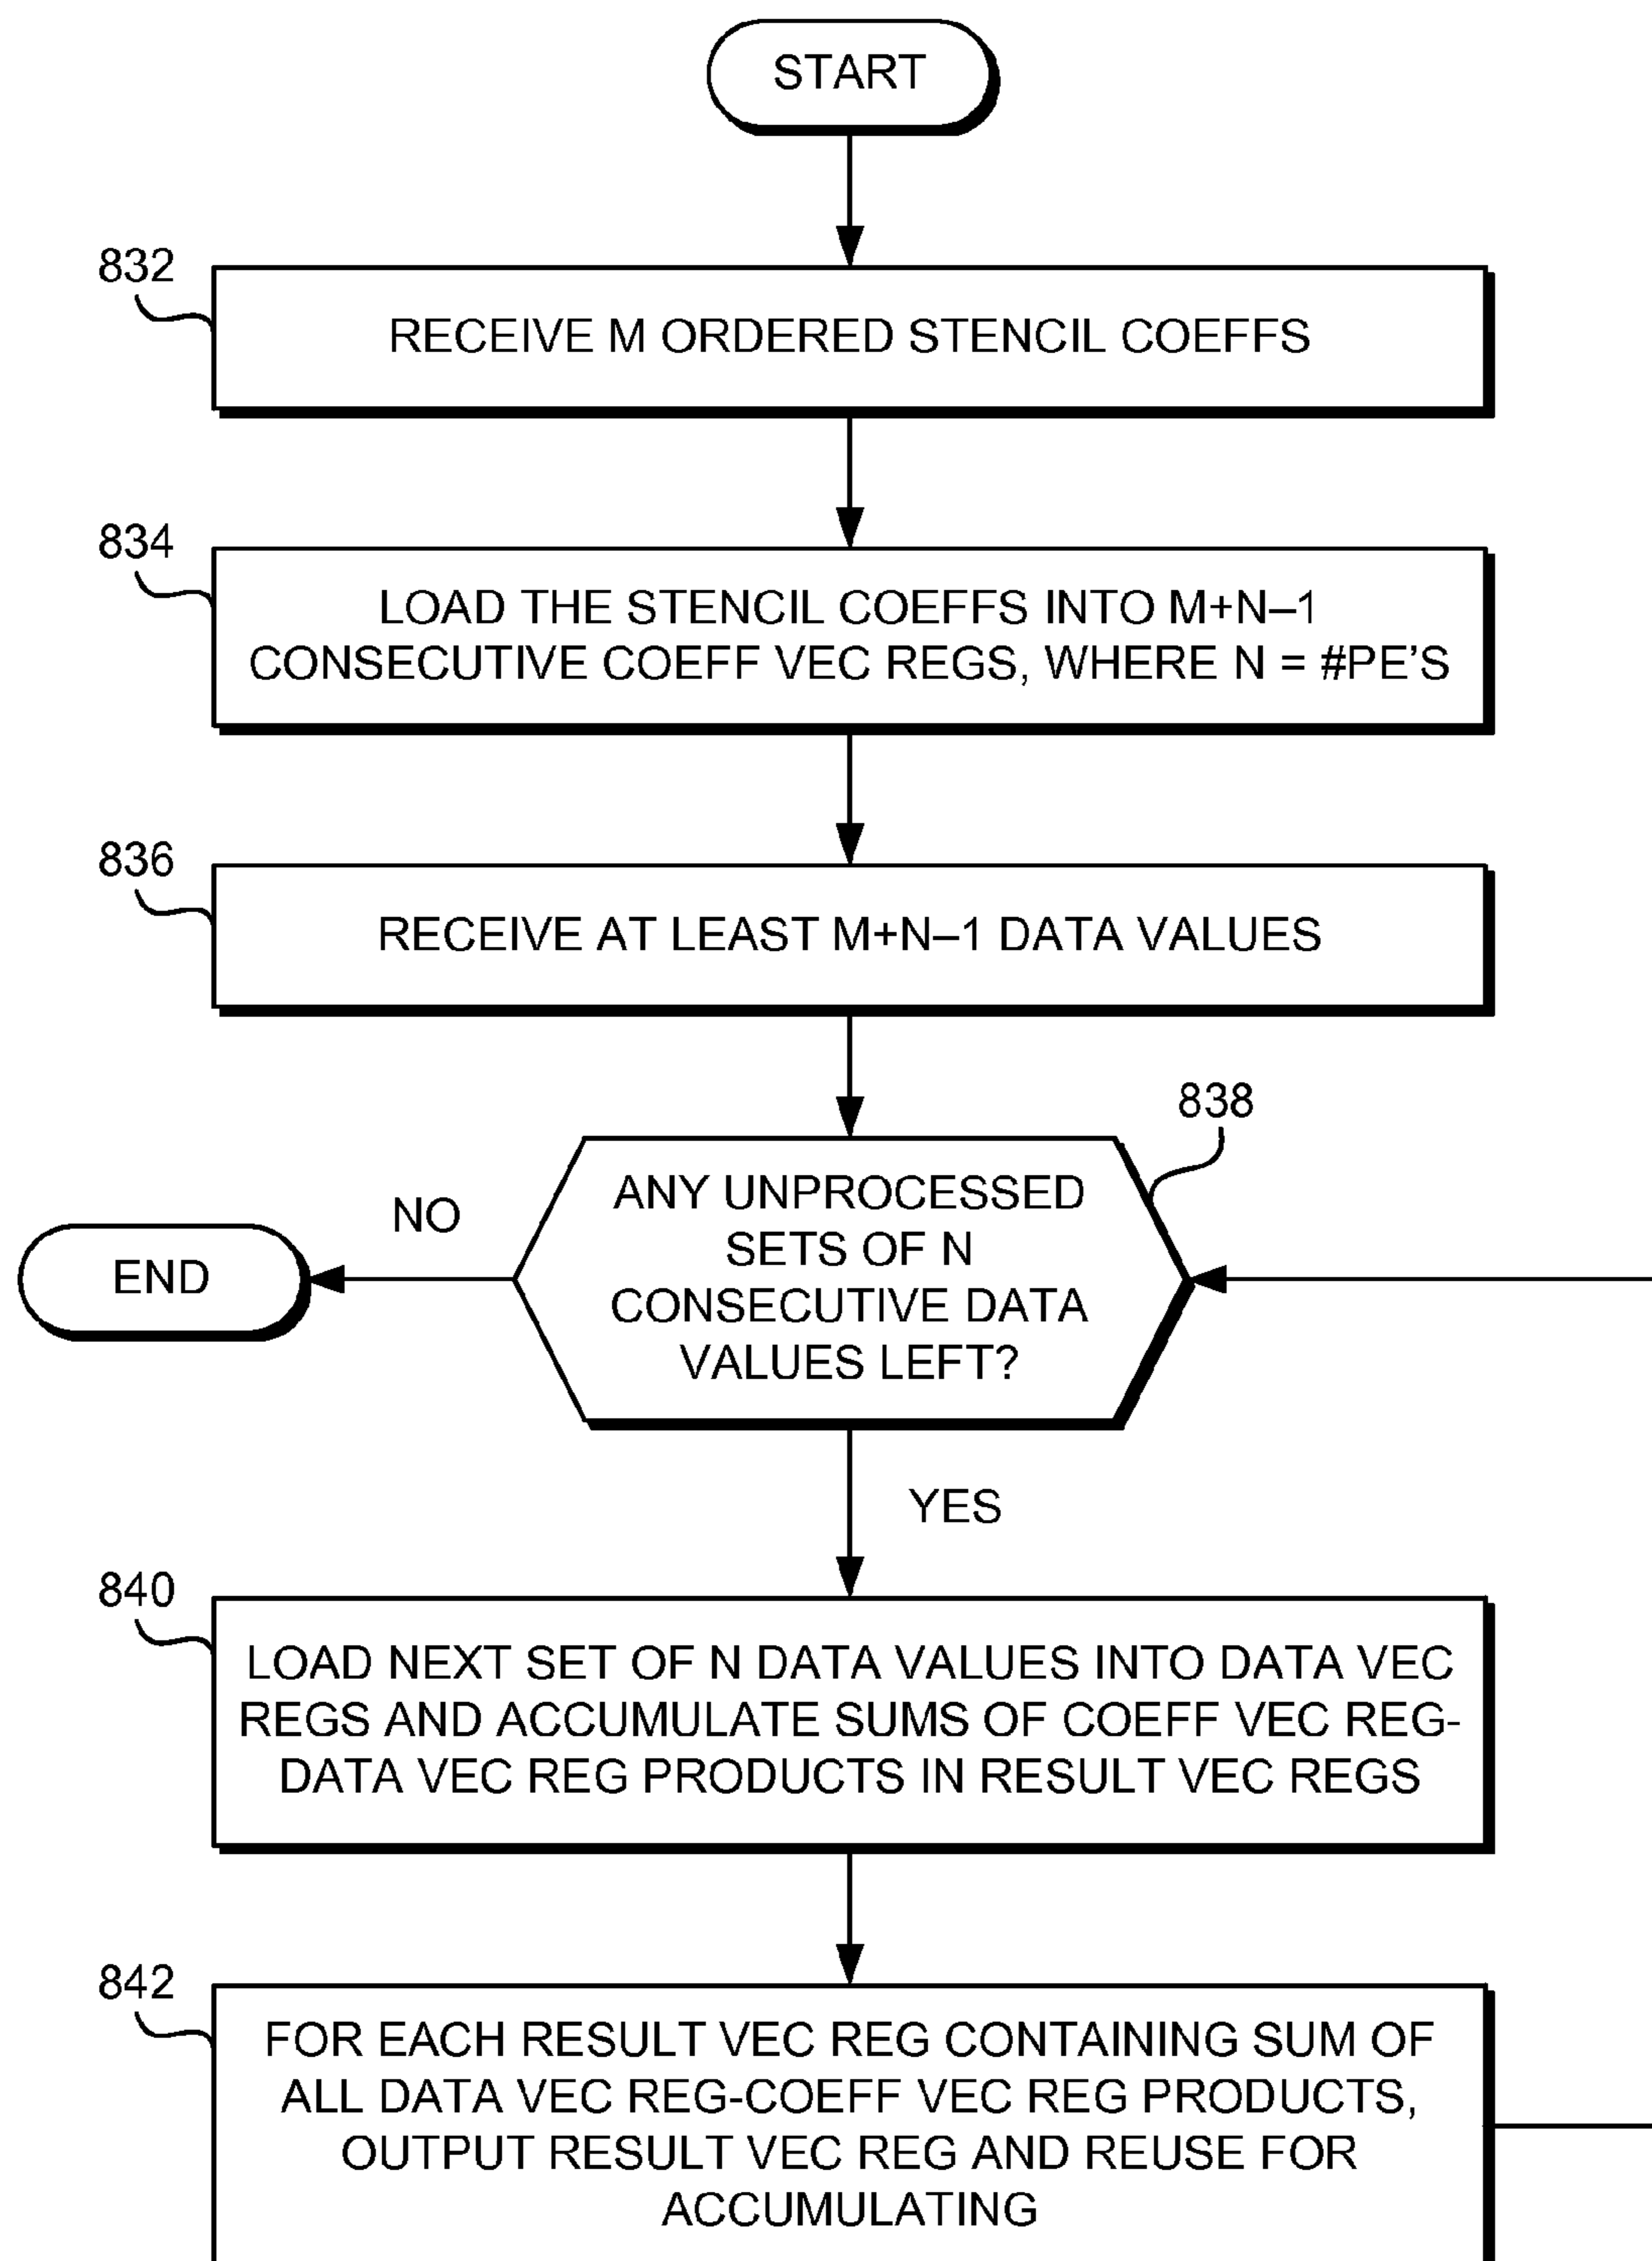 START
832
RECEIVE M ORDERED STENCIL COEFFS
834
LOAD THE STENCIL COEFFS INTO M+N–1
CONSECUTIVE COEFF VEC REGS, WHERE N = #PE'S
836
RECEIVE AT LEAST M+N–1 DATA VALUES
838
ANY UNPROCESSED
SETS OF N
CONSECUTIVE DATA
VALUES LEFT?
NO
END
YES
840
LOAD NEXT SET OF N DATA VALUES INTO DATA VEC
REGS AND ACCUMULATE SUMS OF COEFF VEC REG-
DATA VEC REG PRODUCTS IN RESULT VEC REGS
842
FOR EACH RESULT VEC REG CONTAINING SUM OF
ALL DATA VEC REG-COEFF VEC REG PRODUCTS,
OUTPUT RESULT VEC REG AND REUSE FOR
ACCUMULATING